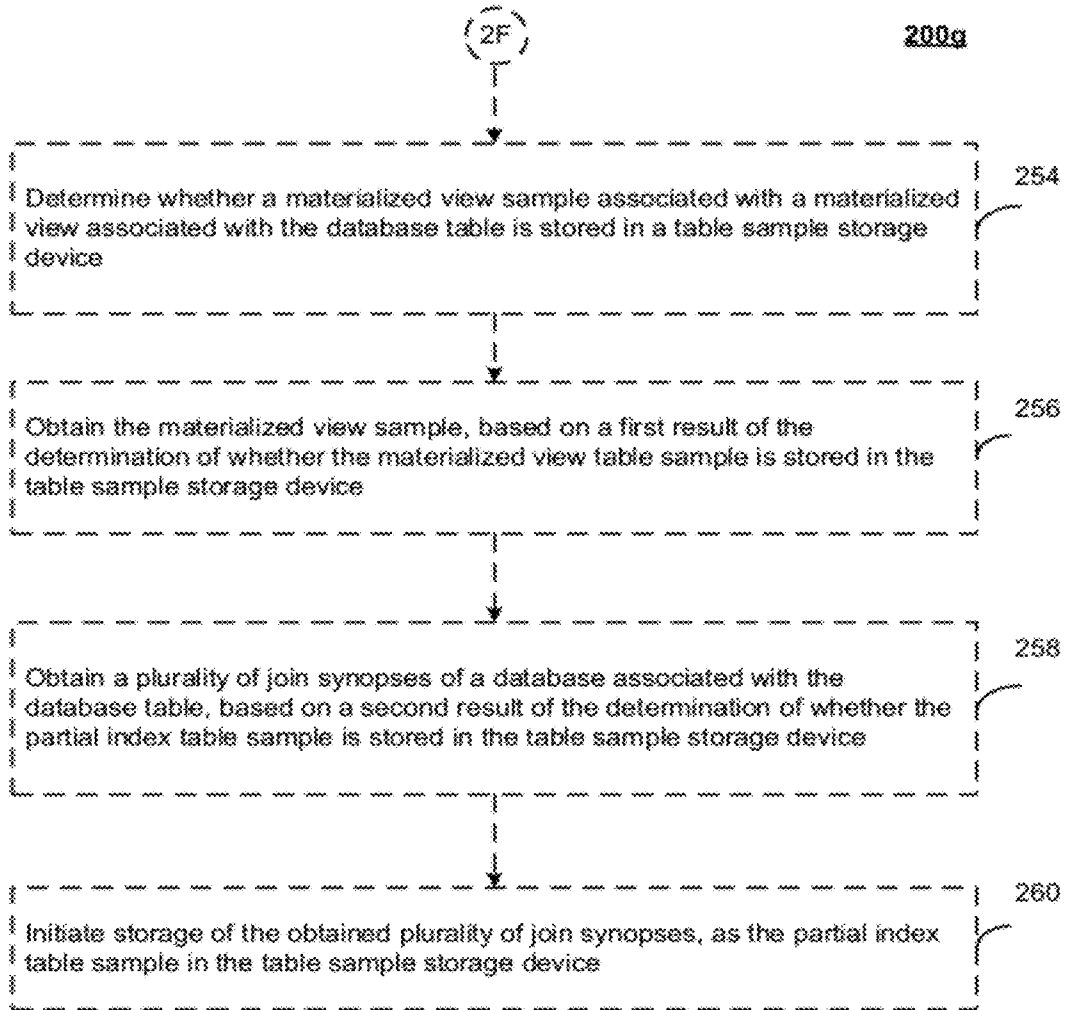 2F
200g
254
Determine whether a materialized view sample associated with a materialized
view associated with the database table is stored in a table sample storage
device
256
Obtain the materialized view sample, based on a first result of the
determination of whether the materialized view table sample is stored in the
table sample storage device
258
Obtain a plurality of join synopses of a database associated with the
database table, based on a second result of the determination of whether the
partial index table sample is stored in the table sample storage device
260
Initiate storage of the obtained plurality of join synopses, as the partial index
table sample in the table sample storage device